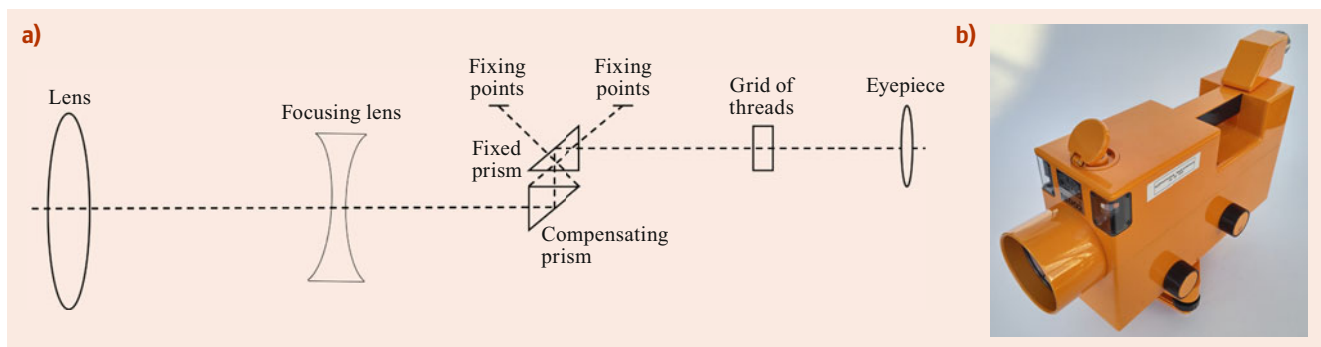 a)
Lens
Focusing lens
Fixing
points
Fixing
points
Fixed
prism
Compensating
prism
Grid of
threads
Eyepiece
b)